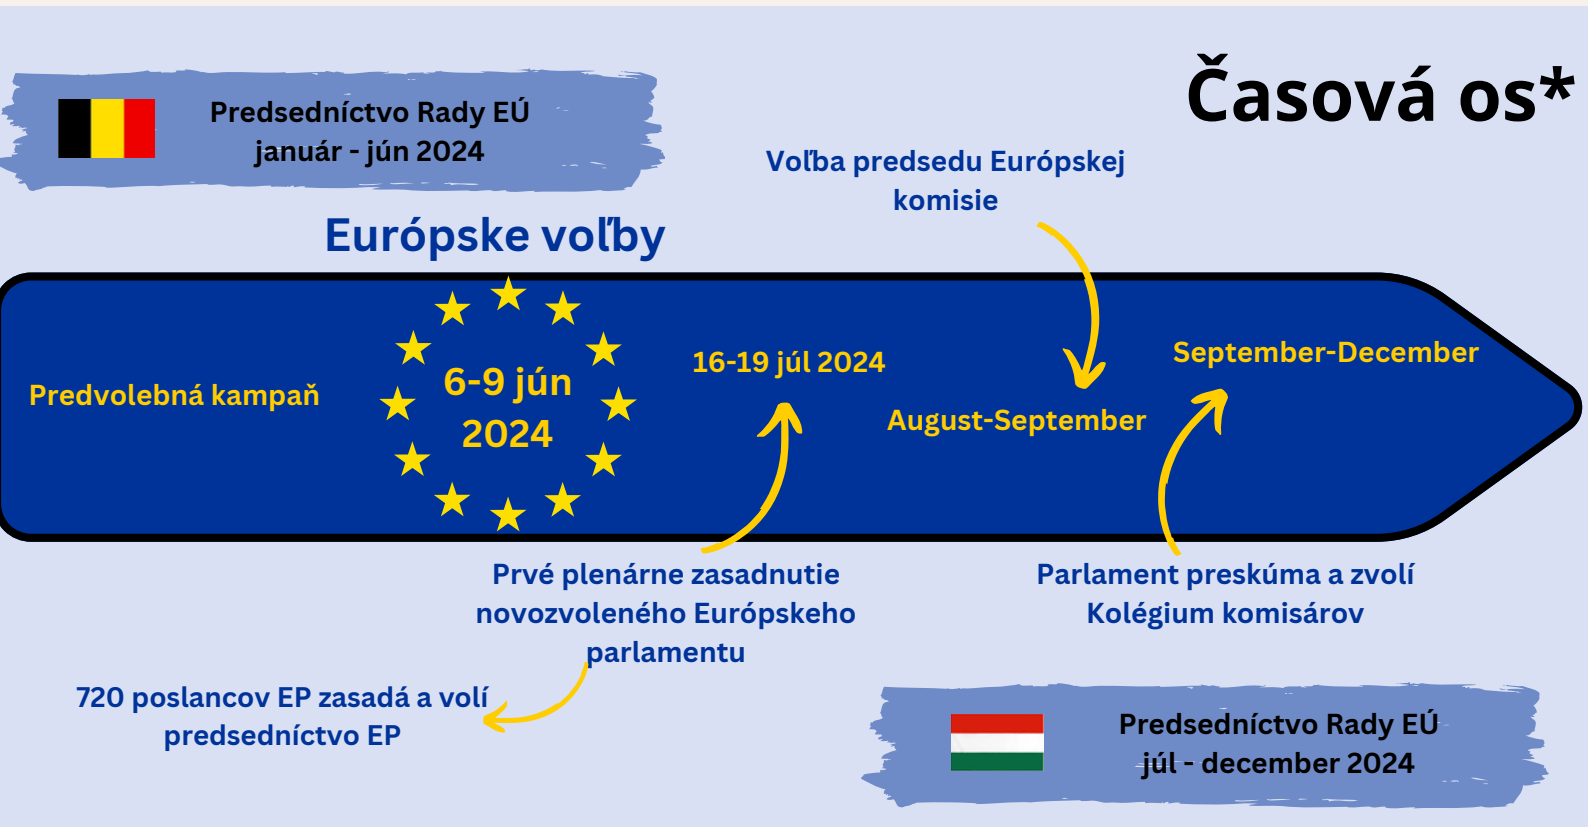 Časová os*
Predsedníctvo Rady EÚ
január - jún 2024
Voľba predsedu Európskej
komisie
Európske voľby
Predvolebná kampaň
6-9 jún
2024
16-19 júl 2024
August-September
September-December
Prvé plenárne zasadnutie
novozvoleného Európskeho
parlamentu
Parlament preskúma a zvolí
Kolégium komisárov
720 poslancov EP zasadá a volí
predsedníctvo EP
Predsedníctvo Rady EÚ
júl - december 2024